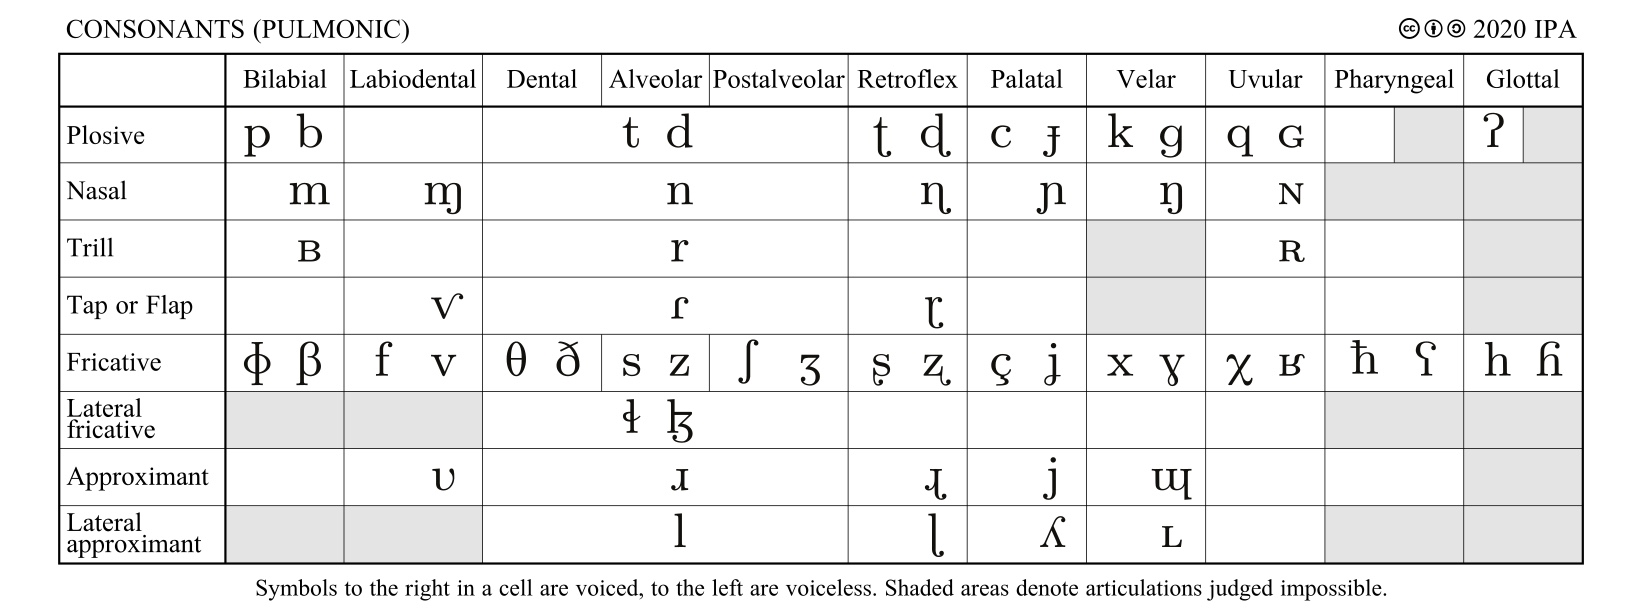 CONSONANTS (PULMONIC) 🅭🅯🄎 2020 IPA
Bilabial Labiodental Dental Alveolar Postalveolar Retroflex Palatal Velar Uvular Pharyngeal Glottal
Plosive p b t d ʈ ɖ c ɟ k ɡ q ɢ ʔ
Nasal m ɱ n ɳ ɲ ŋ ɴ
Trill ʙ r ʀ
Tap or Flap ⱱ ɾ ɽ
Fricative ɸ β f v θ ð s z ʃ ʒ ʂ ʐ ç ʝ x ɣ χ ʁ ħ ʕ h ɦ
Lateral
fricative ɬ ɮ
Approximant ʋ ɹ ɻ j ɰ
Lateral
approximant l ɭ ʎ ʟ
Symbols to the right in a cell are voiced, to the left are voiceless. Shaded areas denote articulations judged impossible.